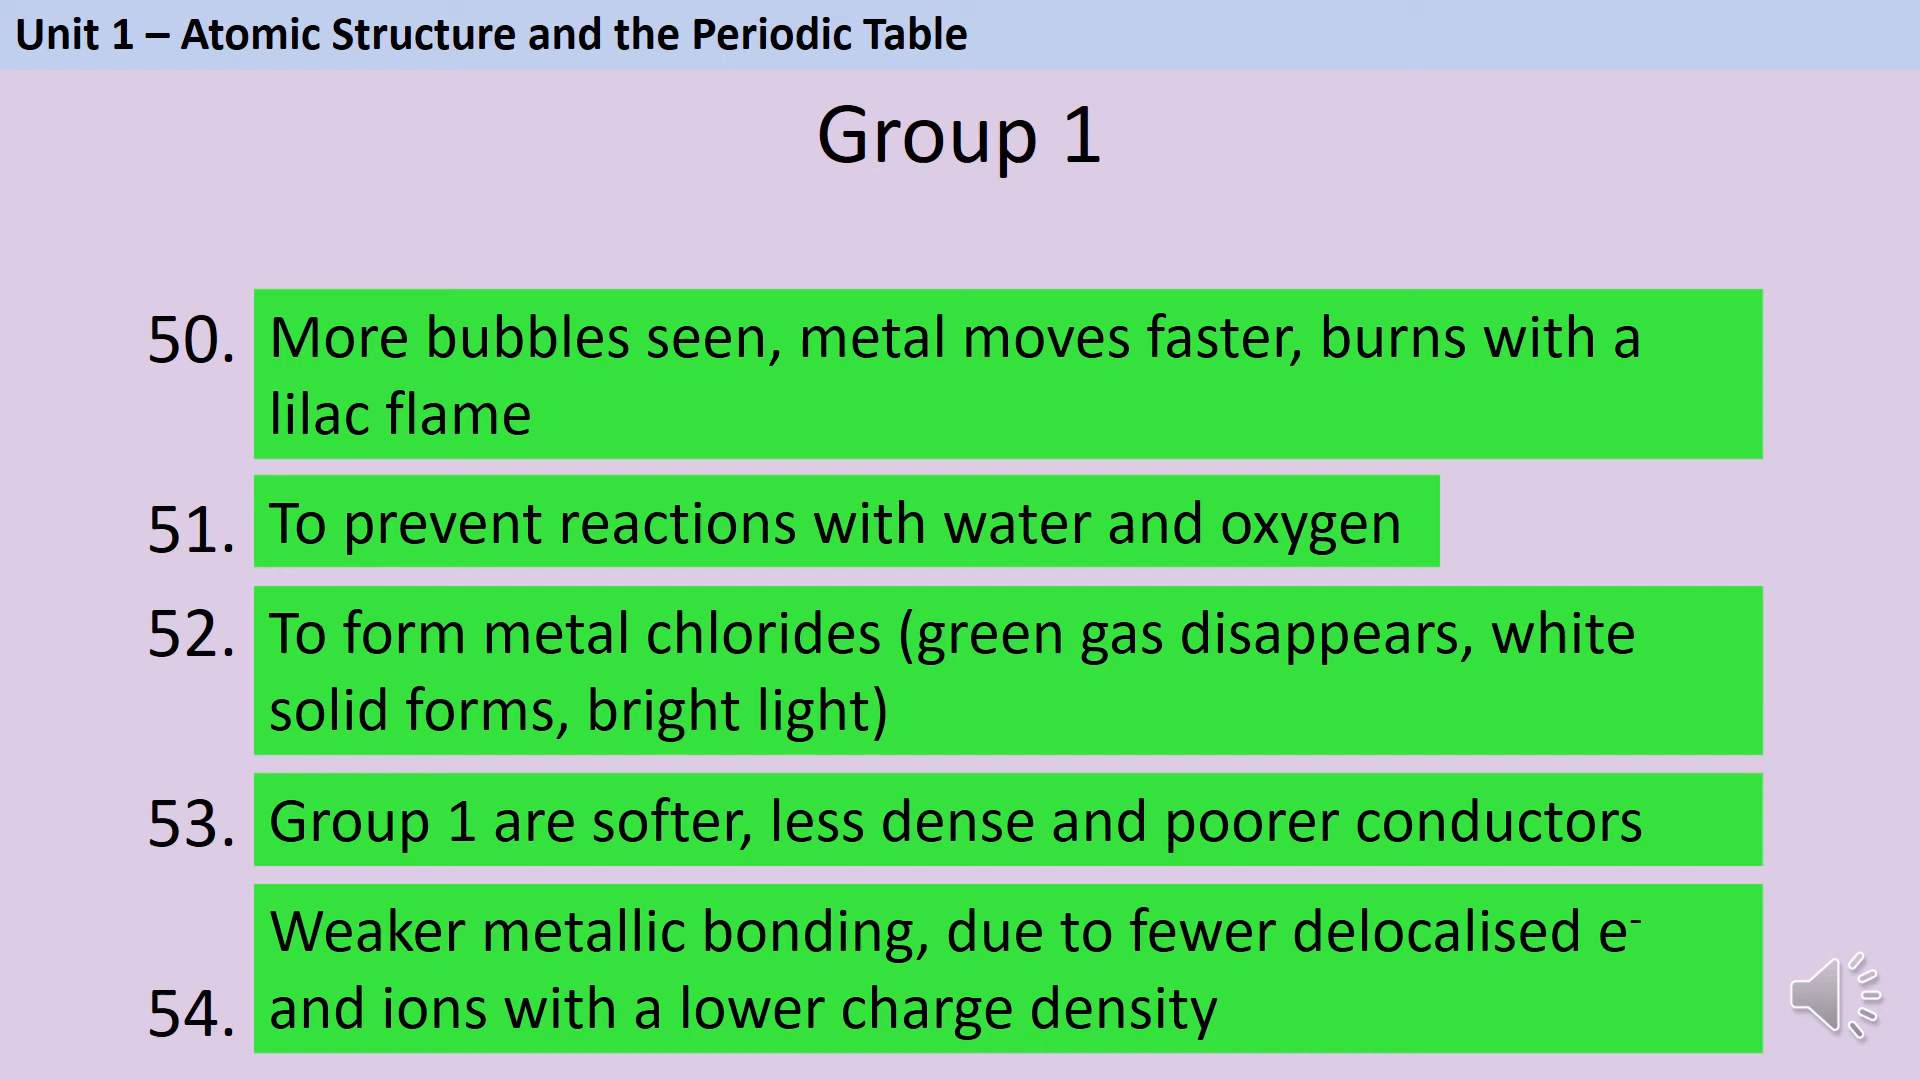 Unit 1 – Atomic Structure and the Periodic Table
Group 1
50. More bubbles seen, metal moves faster, burns with a
lilac flame
51. To prevent reactions with water and oxygen
52. To form metal chlorides (green gas disappears, white
solid forms, bright light)
53. Group 1 are softer, less dense and poorer conductors
54. Weaker metallic bonding, due to fewer delocalised e⁻
and ions with a lower charge density